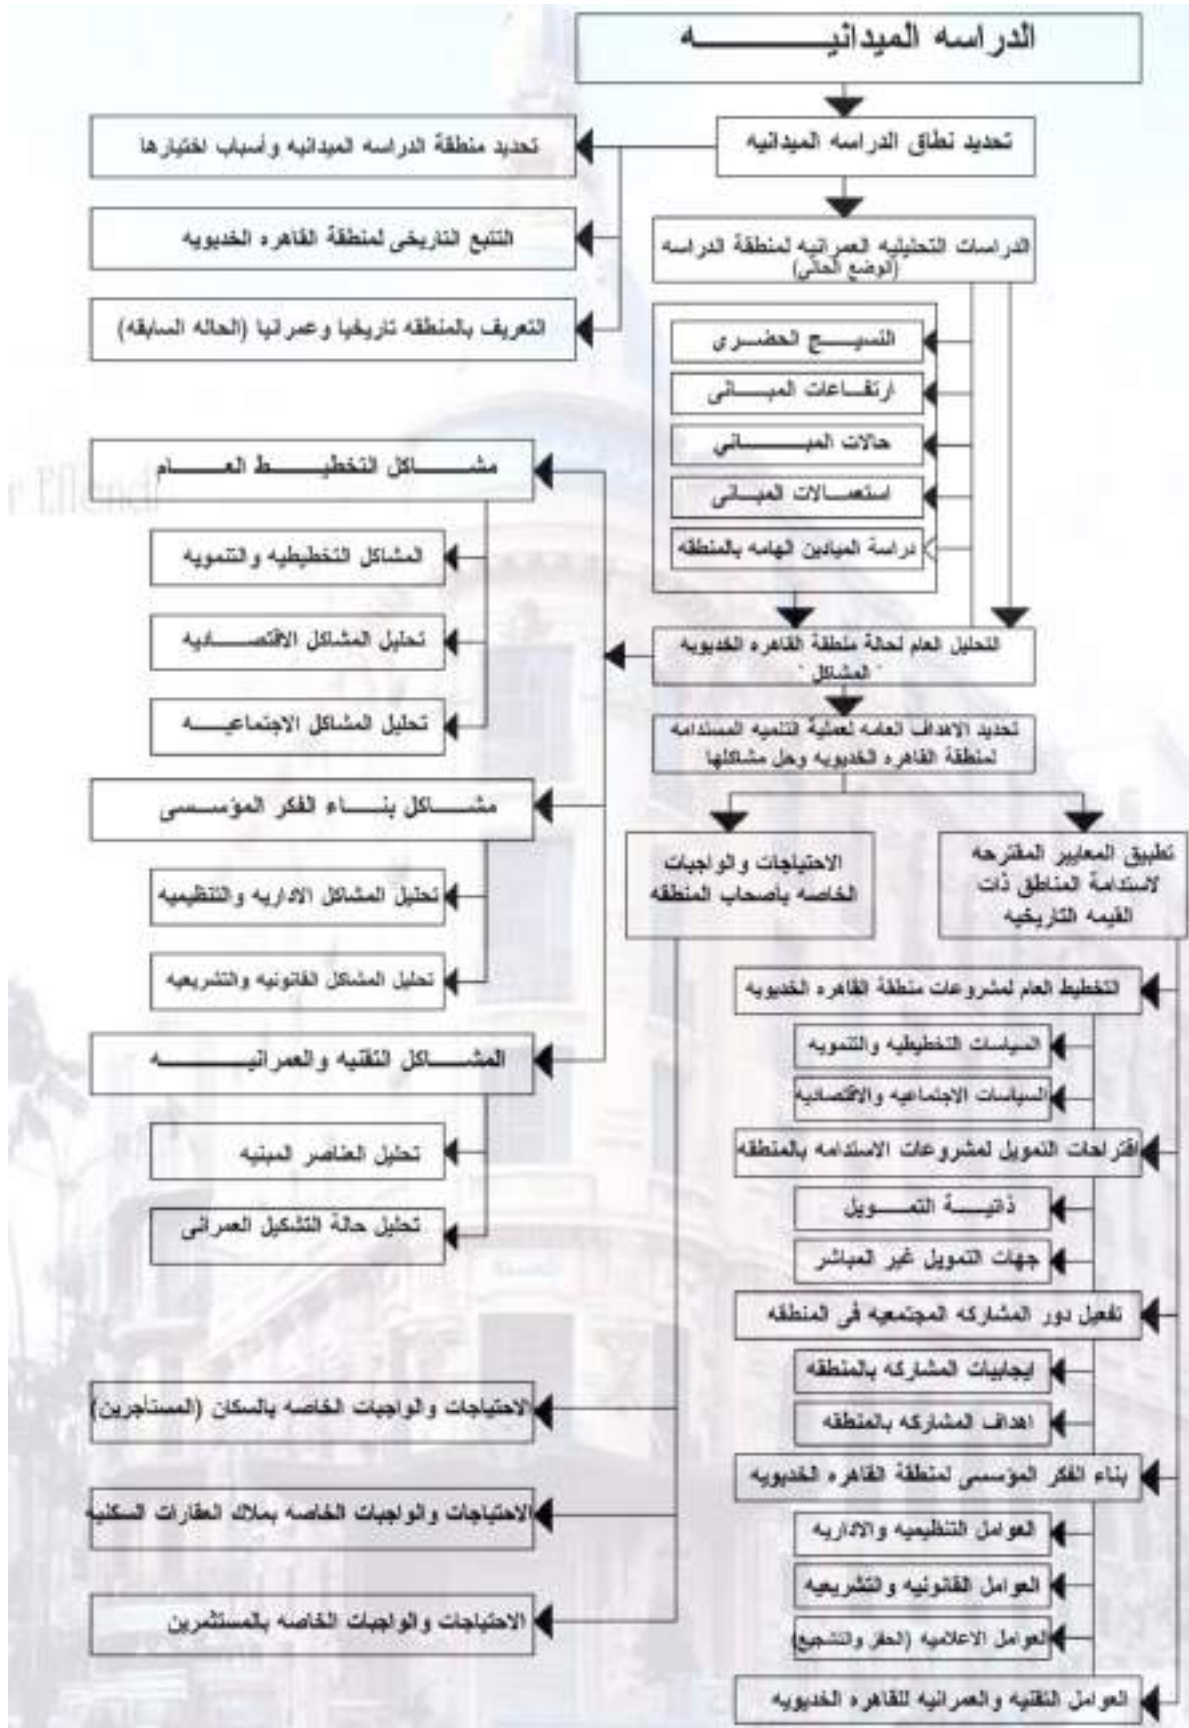 الدراسه الميدانيـــــه
تحديد نطاق الدراسه الميدانيه
تحديد منطقة الدراسه الميدانيه وأسباب اختيارها
التتبع التاريخى لمنطقة القاهره الخديويه
التعريف بالمنطقه تاريخيا وعمرانيا (الحاله السابقه)
الدراسات التحليليه العمرانيه لمنطقة الدراسه
(الوضع الحالى)
النسيـــج الحضـــرى
ارتفـــاعات المبـــانى
حالات المبـــــانى
استعمـــالات المبـــانى
دراسة الميادين الهامه بالمنطقه
التحليل العام لحالة منطقة القاهره الخديويه
" المشاكل "
مشـــاكل التخطيـــط العـــام
المشاكل التخطيطيه والتنمويه
تحليل المشاكل الاقتصـــاديه
تحليل المشاكل الاجتماعيـــه
مشـــاكل بنـــاء الفكر المؤســـسى
تحليل المشاكل الاداريه والتنظيميه
تحليل المشاكل القانونيه والتشريعيه
المشـــاكل التقنيه والعمرانيـــــه
تحليل العناصر المبنيه
تحليل حالة التشكيل العمرانى
تحديد الاهداف العامه لعملية التنميه المستدامه
لمنطقة القاهره الخديويه وحل مشاكلها
تطبيق المعايير المقترحه
لاستدامة المناطق ذات
القيمه التاريخيه
التخطيط العام لمشروعات منطقة القاهره الخديويه
السياسات التخطيطيه والتنمويه
السياسات الاجتماعيه والاقتصاديه
اقتراحات التمويل لمشروعات الاستدامه بالمنطقه
ذاتيـــة التمـــويل
جهات التمويل غير المباشر
تفعيل دور المشاركه المجتمعيه فى المنطقه
ايجابيات المشاركه بالمنطقه
اهداف المشاركه بالمنطقه
بناء الفكر المؤسسى لمنطقة القاهره الخديويه
العوامل التنظيميه والاداريه
العوامل القانونيه والتشريعيه
العوامل الاعلاميه (الحفز والتشجيع)
العوامل التقنيه والعمرانيه للقاهره الخديويه
الاحتياجات والواجبات
الخاصه بأصحاب المنطقه
الاحتياجات والواجبات الخاصه بالسكان (المستأجرين)
الاحتياجات والواجبات الخاصه بملاك العقارات السكنيه
الاحتياجات والواجبات الخاصه بالمستثمرين
r Effendi